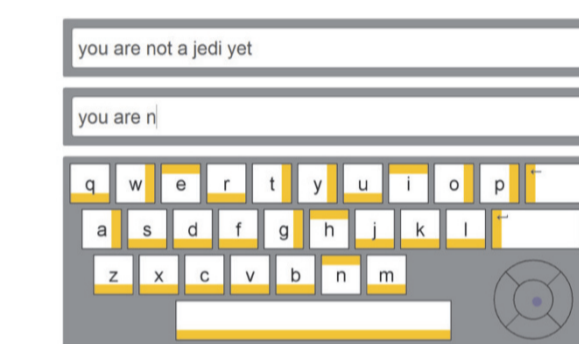 you are not a jedi yet
you are n
q w e r t y u i o p ←
a s d f g h j k l ↵
z x c v b n m